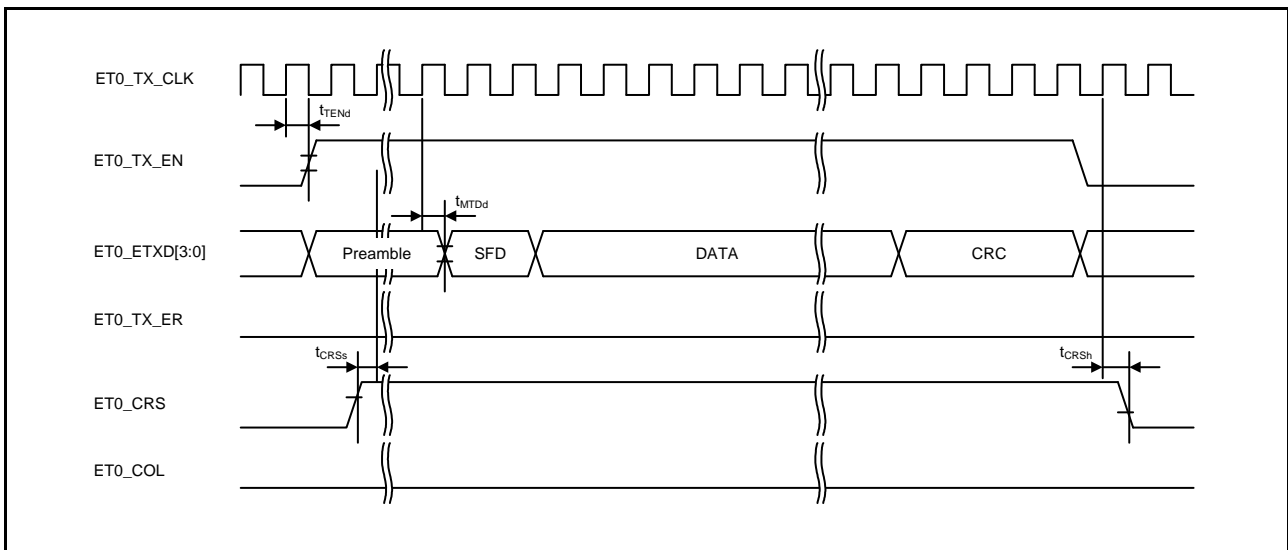 ET0_TX_CLK
tTENd
ET0_TX_EN
tMTDd
ET0_ETXD[3:0]
Preamble
SFD
DATA
CRC
ET0_TX_ER
tCRSs
tCRSh
ET0_CRS
ET0_COL